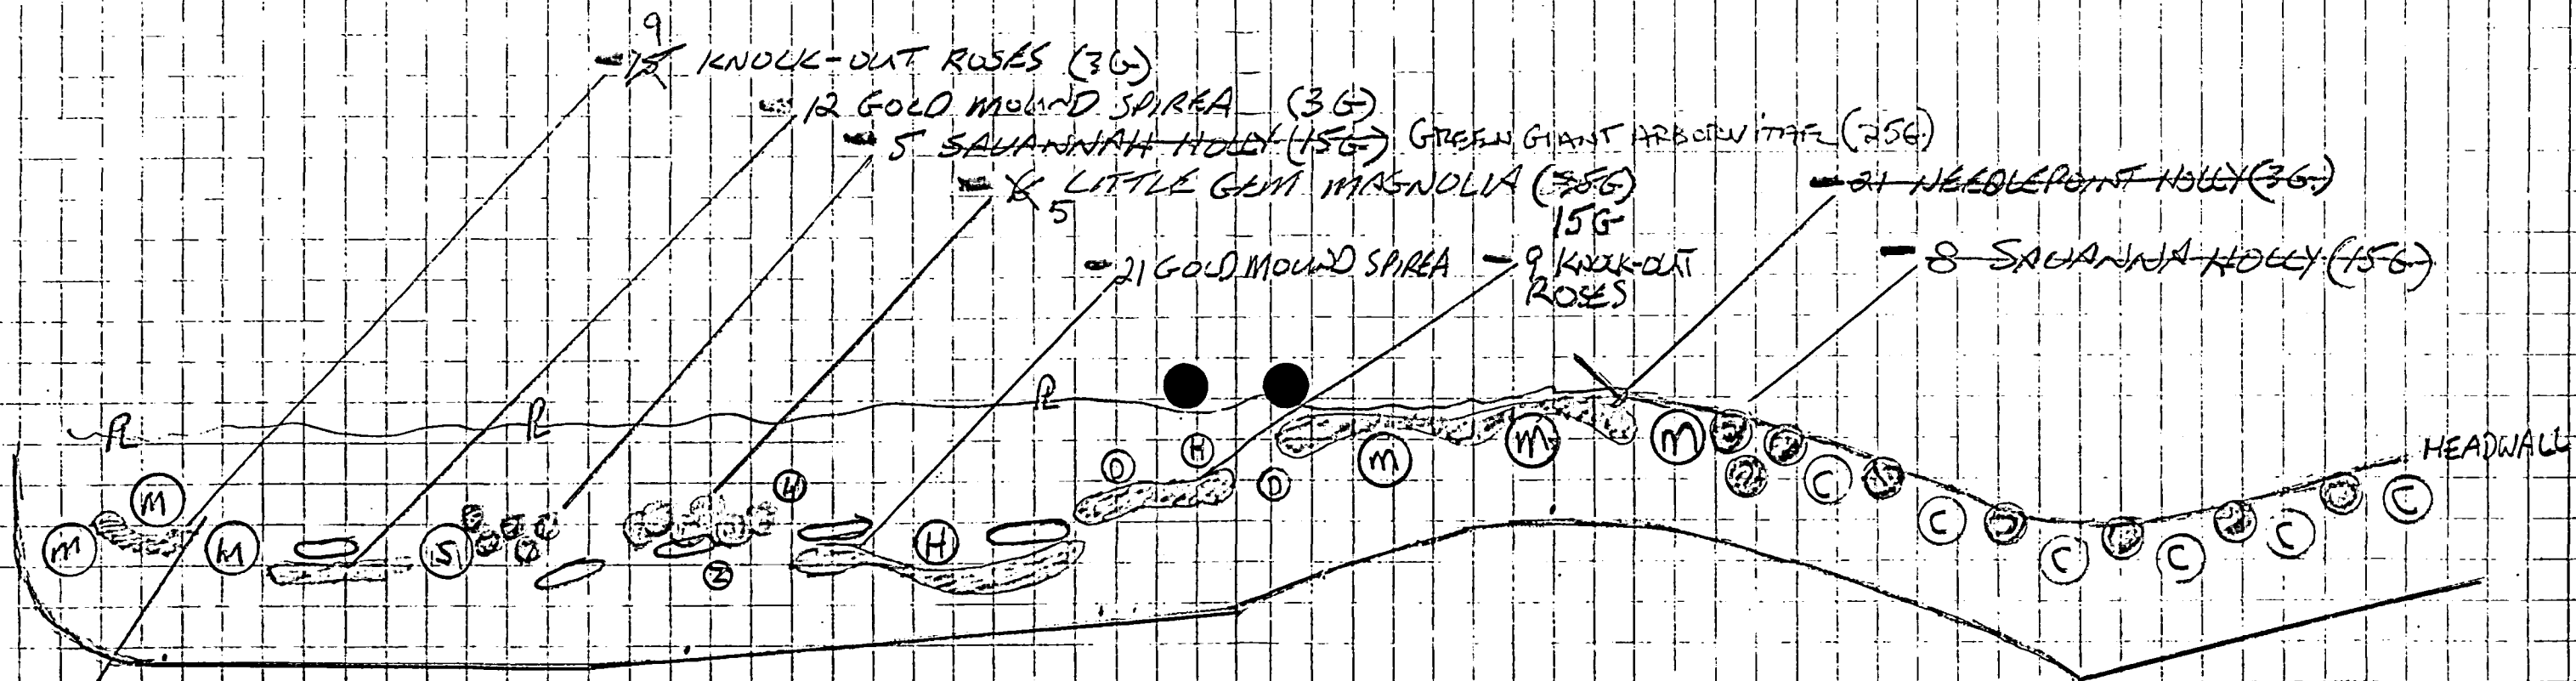 9
- 15 KNOCK-OUT ROSES (3G)
- 12 GOLD MOUND SPIREA (3G)
- 5 SAVANNAH HOLLY (15G) GREEN GIANT ARBORVITAE (25G)
- 6 LITTLE GEM MAGNOLIA ( G)
5
15G
- 21 NEEDLEPOINT HOLLY (3G.)
- 8 SAVANNA HOLLY (15G)
- 21 GOLD MOUND SPIREA
- 9 KNOCK-OUT
ROSES
PL
PL
PL
HEADWALL
M
M
M
S
4
2
H
O
H
O
M
M
M
C
C
C
C
C
C